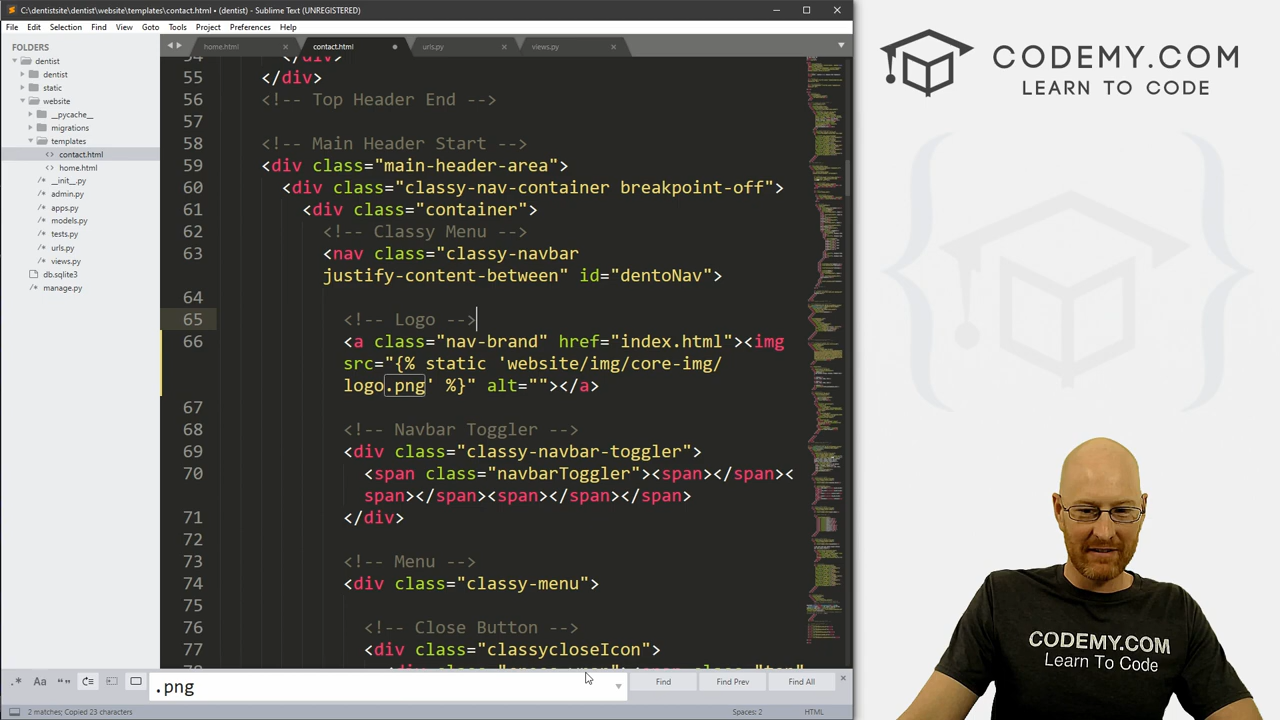 C:\dentistsite\dentist\website\templates\contact.html • (dentist) - Sublime Text (UNREGISTERED)
File Edit Selection Find View Goto Tools Project Preferences Help
FOLDERS
dentist
dentist
static
website
__pycache__
migrations
templates
contact.html
home.html
__init__.py
admin.py
apps.py
models.py
tests.py
urls.py
views.py
db.sqlite3
manage.py
home.html contact.html urls.py views.py
54 </div>
55 </div>
56 <!-- Top Header End -->
57
58 <!-- Main Header Start -->
59 <div class="main-header-area">
60 <div class="classy-nav-container breakpoint-off">
61 <div class="container">
62 <!-- Classy Menu -->
63 <nav class="classy-navbar
justify-content-between" id="dentoNav">
64
65 <!-- Logo -->
66 <a class="nav-brand" href="index.html"><img
src="{% static 'website/img/core-img/
logo.png' %}" alt=""></a>
67
68 <!-- Navbar Toggler -->
69 <div class="classy-navbar-toggler">
70 <span class="navbarToggler"><span></span><
span></span><span></span></span>
71 </div>
72
73 <!-- Menu -->
74 <div class="classy-menu">
75
76 <!-- Close Button -->
77 <div class="classycloseIcon">
.png
Find Find Prev Find All
2 matches; Copied 23 characters
Spaces: 2 HTML
CODEMY.COM
LEARN TO CODE
CODEMY.COM
Learn To Code